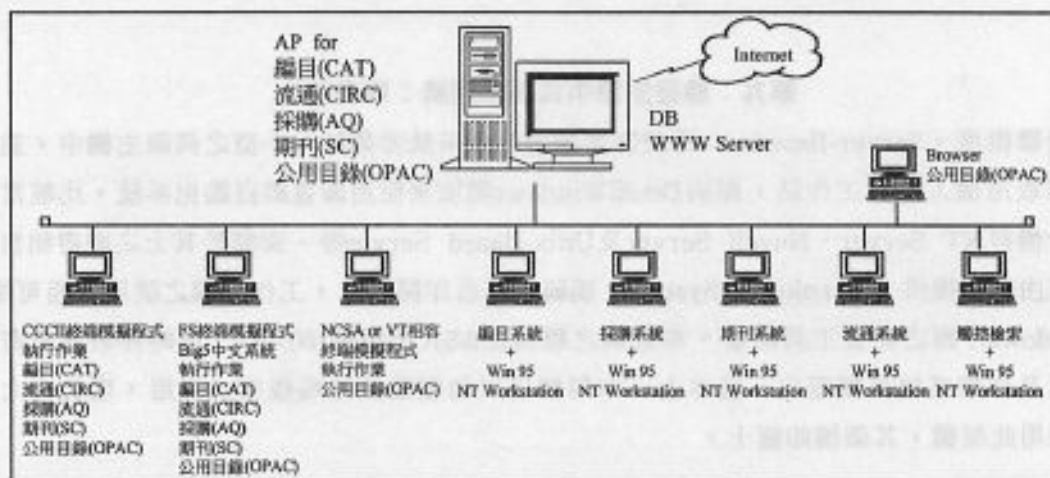 AP for
編目(CAT)
流通(CIRC)
採購(AQ)
期刊(SC)
公用目錄(OPAC)
Internet
DB
WWW Server
Browser
公用目錄(OPAC)
CCCII終端模擬程式
執行作業
編目(CAT)
流通(CIRC)
採購(AQ)
期刊(SC)
公用目錄(OPAC)
終端模擬程式
Big5中文系統
執行作業
編目(CAT)
流通(CIRC)
採購(AQ)
期刊(SC)
公用目錄(OPAC)
NCSA or VT相容
終端模擬程式
執行作業
公用目錄(OPAC)
編目系統
+
Win 95
NT Workstation
採購系統
+
Win 95
NT Workstation
期刊系統
+
Win 95
NT Workstation
流通系統
+
Win 95
NT Workstation
觸控檢索
+
Win 95
NT Workstation